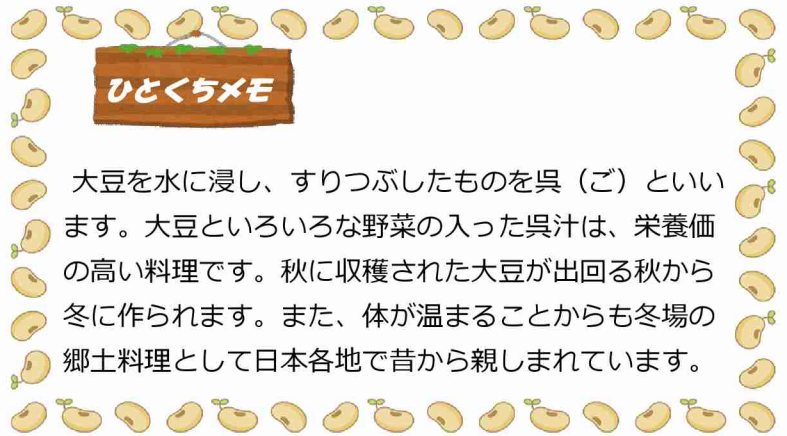 ひとくちメモ
大豆を水に浸し、すりつぶしたものを呉（ご）といい
ます。大豆といろいろな野菜の入った呉汁は、栄養価
の高い料理です。秋に収穫された大豆が出回る秋から
冬に作られます。また、体が温まることからも冬場の
郷土料理として日本各地で昔から親しまれています。